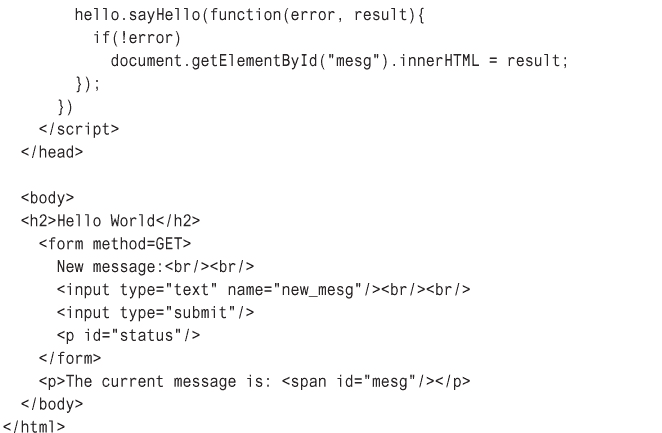 hello.sayHello(function(error, result){
if(!error)
document.getElementById("mesg").innerHTML = result;
});
})
</script>
</head>
<body>
<h2>Hello World</h2>
<form method=GET>
New message:<br/><br/>
<input type="text" name="new_mesg"/><br/><br/>
<input type="submit"/>
<p id="status"/>
</form>
<p>The current message is: <span id="mesg"/></p>
</body>
</html>